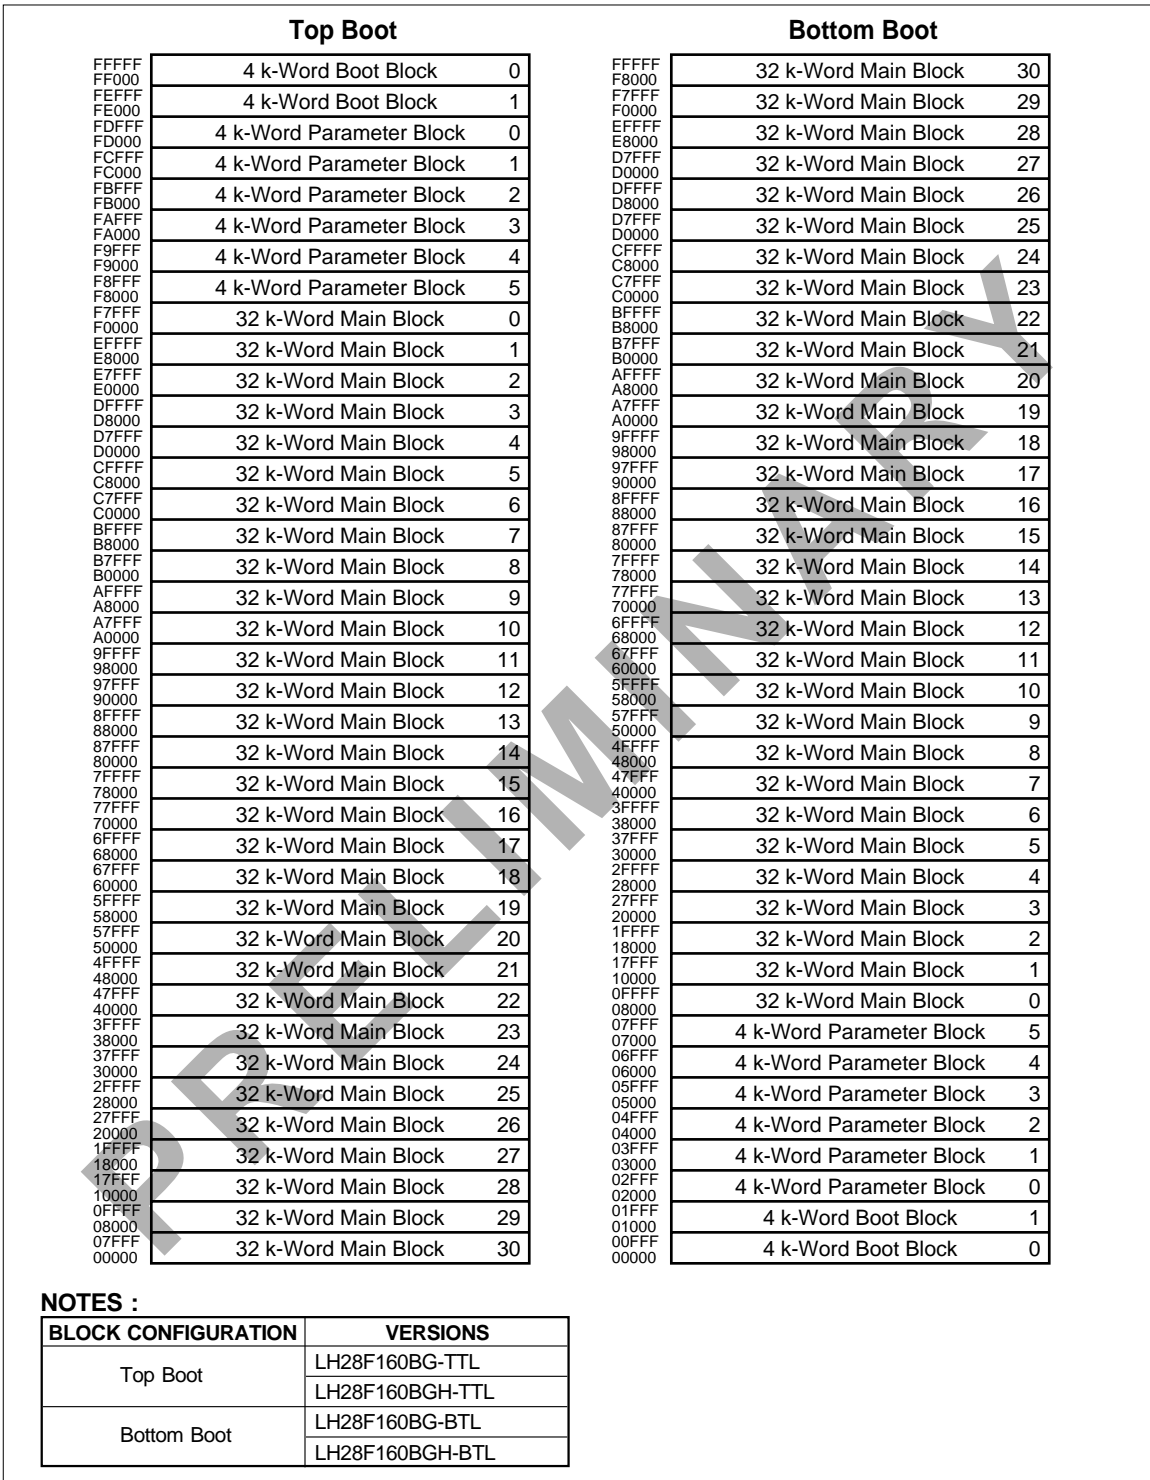 Top Boot
FFFFF
FF000 4 k-Word Boot Block 0
FEFFF
FE000 4 k-Word Boot Block 1
FDFFF
FD000 4 k-Word Parameter Block 0
FCFFF
FC000 4 k-Word Parameter Block 1
FBFFF
FB000 4 k-Word Parameter Block 2
FAFFF
FA000 4 k-Word Parameter Block 3
F9FFF
F9000 4 k-Word Parameter Block 4
F8FFF
F8000 4 k-Word Parameter Block 5
F7FFF
F0000 32 k-Word Main Block 0
EFFFF
E8000 32 k-Word Main Block 1
E7FFF
E0000 32 k-Word Main Block 2
DFFFF
D8000 32 k-Word Main Block 3
D7FFF
D0000 32 k-Word Main Block 4
CFFFF
C8000 32 k-Word Main Block 5
C7FFF
C0000 32 k-Word Main Block 6
BFFFF
B8000 32 k-Word Main Block 7
B7FFF
B0000 32 k-Word Main Block 8
AFFFF
A8000 32 k-Word Main Block 9
A7FFF
A0000 32 k-Word Main Block 10
9FFFF
98000 32 k-Word Main Block 11
97FFF
90000 32 k-Word Main Block 12
8FFFF
88000 32 k-Word Main Block 13
87FFF
80000 32 k-Word Main Block 14
7FFFF
78000 32 k-Word Main Block 15
77FFF
70000 32 k-Word Main Block 16
6FFFF
68000 32 k-Word Main Block 17
67FFF
60000 32 k-Word Main Block 18
5FFFF
58000 32 k-Word Main Block 19
57FFF
50000 32 k-Word Main Block 20
4FFFF
48000 32 k-Word Main Block 21
47FFF
40000 32 k-Word Main Block 22
3FFFF
38000 32 k-Word Main Block 23
37FFF
30000 32 k-Word Main Block 24
2FFFF
28000 32 k-Word Main Block 25
27FFF
20000 32 k-Word Main Block 26
1FFFF
18000 32 k-Word Main Block 27
17FFF
10000 32 k-Word Main Block 28
0FFFF
08000 32 k-Word Main Block 29
07FFF
00000 32 k-Word Main Block 30
Bottom Boot
FFFFF
F8000 32 k-Word Main Block 30
F7FFF
F0000 32 k-Word Main Block 29
EFFFF
E8000 32 k-Word Main Block 28
D7FFF
D0000 32 k-Word Main Block 27
DFFFF
D8000 32 k-Word Main Block 26
D7FFF
D0000 32 k-Word Main Block 25
CFFFF
C8000 32 k-Word Main Block 24
C7FFF
C0000 32 k-Word Main Block 23
BFFFF
B8000 32 k-Word Main Block 22
B7FFF
B0000 32 k-Word Main Block 21
AFFFF
A8000 32 k-Word Main Block 20
A7FFF
A0000 32 k-Word Main Block 19
9FFFF
98000 32 k-Word Main Block 18
97FFF
90000 32 k-Word Main Block 17
8FFFF
88000 32 k-Word Main Block 16
87FFF
80000 32 k-Word Main Block 15
7FFFF
78000 32 k-Word Main Block 14
77FFF
70000 32 k-Word Main Block 13
6FFFF
68000 32 k-Word Main Block 12
67FFF
60000 32 k-Word Main Block 11
5FFFF
58000 32 k-Word Main Block 10
57FFF
50000 32 k-Word Main Block 9
4FFFF
48000 32 k-Word Main Block 8
47FFF
40000 32 k-Word Main Block 7
3FFFF
38000 32 k-Word Main Block 6
37FFF
30000 32 k-Word Main Block 5
2FFFF
28000 32 k-Word Main Block 4
27FFF
20000 32 k-Word Main Block 3
1FFFF
18000 32 k-Word Main Block 2
17FFF
10000 32 k-Word Main Block 1
0FFFF
08000 32 k-Word Main Block 0
07FFF
07000 4 k-Word Parameter Block 5
06FFF
06000 4 k-Word Parameter Block 4
05FFF
05000 4 k-Word Parameter Block 3
04FFF
04000 4 k-Word Parameter Block 2
03FFF
03000 4 k-Word Parameter Block 1
02FFF
02000 4 k-Word Parameter Block 0
01FFF
01000 4 k-Word Boot Block 1
00FFF
00000 4 k-Word Boot Block 0
PRELIMINARY
NOTES :
BLOCK CONFIGURATION VERSIONS
Top Boot
LH28F160BG-TTL
LH28F160BGH-TTL
Bottom Boot
LH28F160BG-BTL
LH28F160BGH-BTL